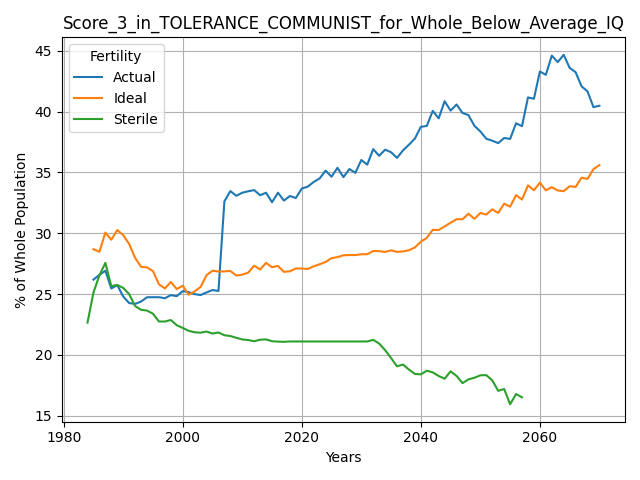 Score_3_in_TOLERANCE_COMMUNIST_for_Whole_Below_Average_IQ
Fertility
Actual
Ideal
Sterile
% of Whole Population
45
40
35
30
25
20
15
1980
2000
2020
2040
2060
Years